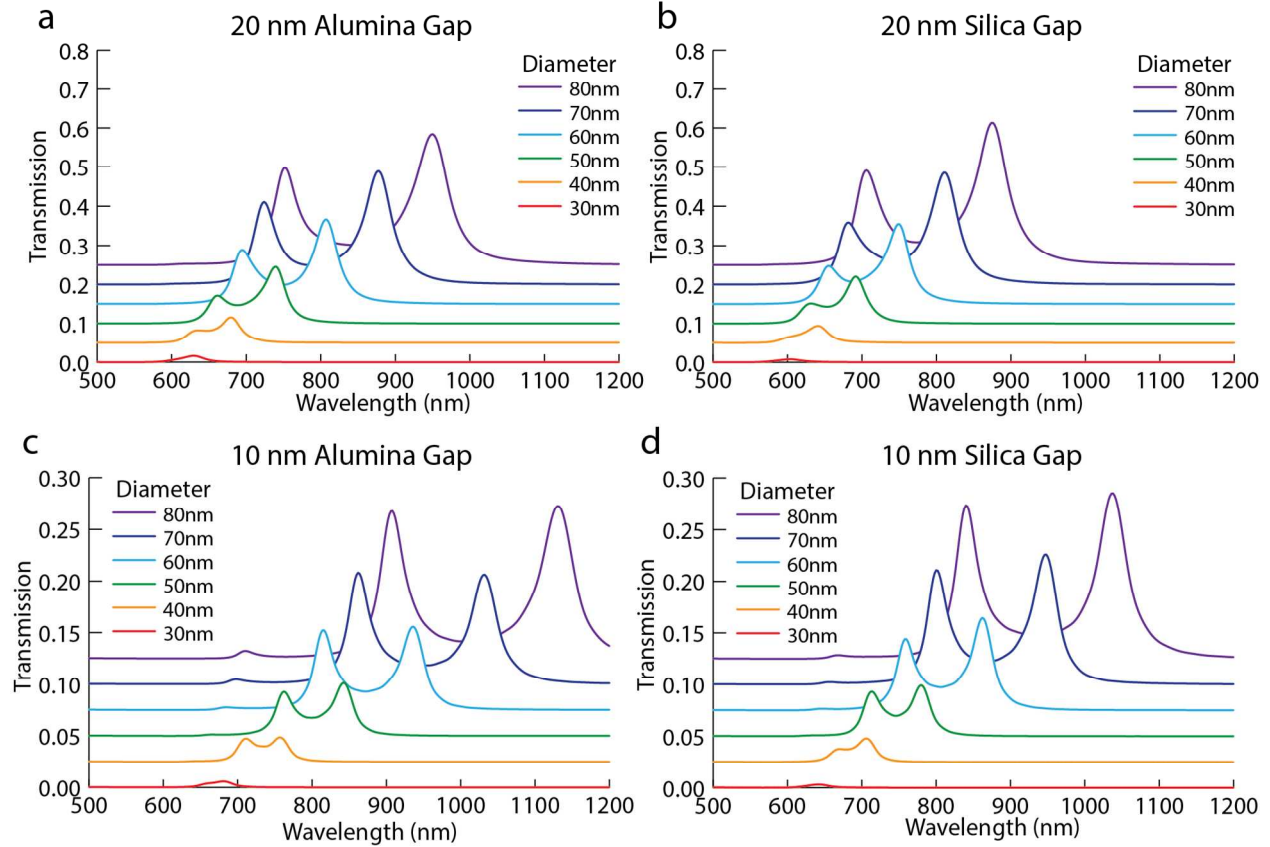 a
20 nm Alumina Gap
0.8
0.7
0.6
0.5
0.4
0.3
0.2
0.1
0.0
Transmission
Diameter
80nm
70nm
60nm
50nm
40nm
30nm
500 600 700 800 900 1000 1100 1200
Wavelength (nm)
b
20 nm Silica Gap
0.8
0.7
0.6
0.5
0.4
0.3
0.2
0.1
0.0
Transmission
Diameter
80nm
70nm
60nm
50nm
40nm
30nm
500 600 700 800 900 1000 1100 1200
Wavelength (nm)
c
10 nm Alumina Gap
0.30
0.25
0.20
0.15
0.10
0.05
0.00
Transmission
Diameter
80nm
70nm
60nm
50nm
40nm
30nm
500 600 700 800 900 1000 1100 1200
Wavelength (nm)
d
10 nm Silica Gap
0.30
0.25
0.20
0.15
0.10
0.05
0.00
Transmission
Diameter
80nm
70nm
60nm
50nm
40nm
30nm
500 600 700 800 900 1000 1100 1200
Wavelength (nm)